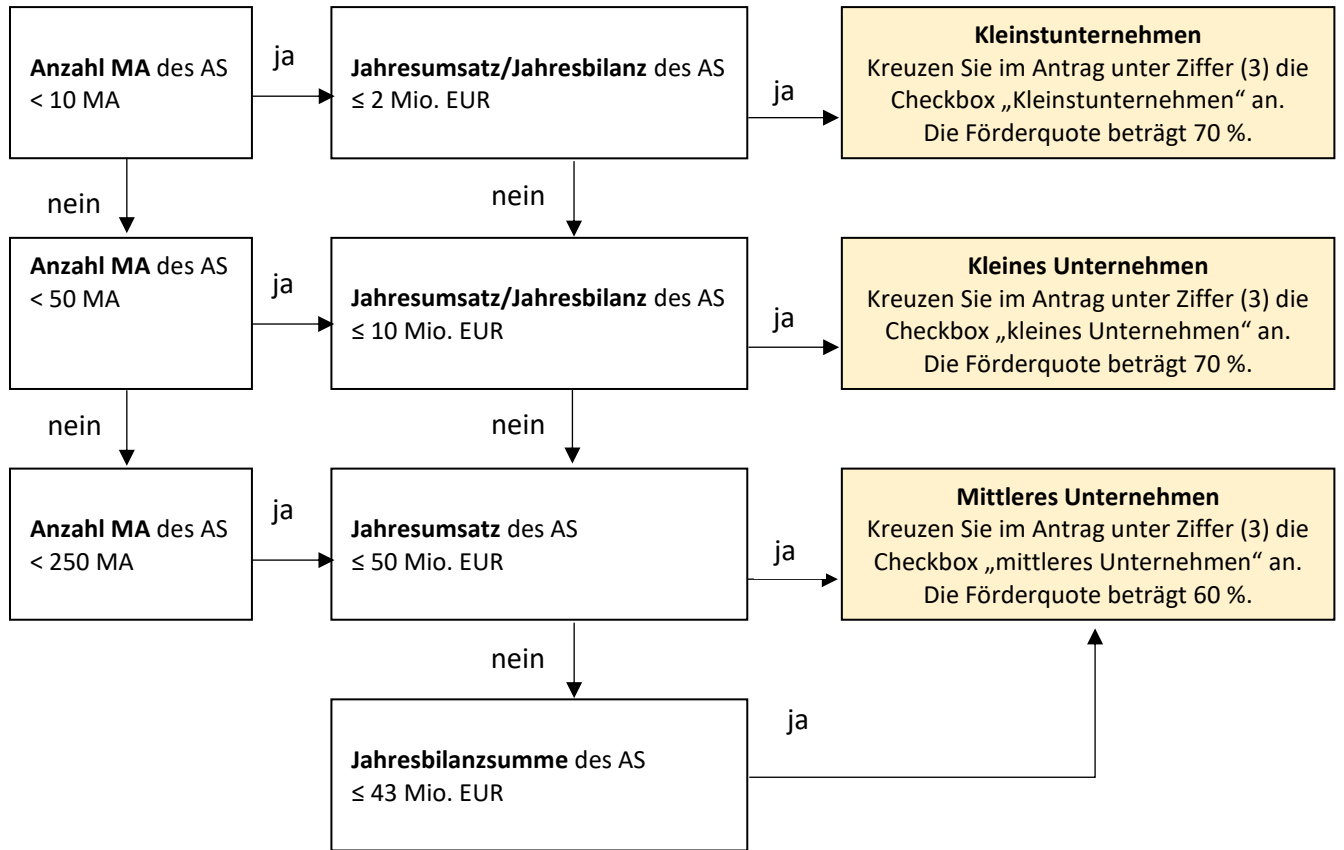 Anzahl MA des AS
< 10 MA
ja
Jahresumsatz/Jahresbilanz des AS
≤ 2 Mio. EUR
ja
Kleinstunternehmen
Kreuzen Sie im Antrag unter Ziffer (3) die
Checkbox „Kleinstunternehmen“ an.
Die Förderquote beträgt 70 %.
nein
nein
Anzahl MA des AS
< 50 MA
ja
Jahresumsatz/Jahresbilanz des AS
≤ 10 Mio. EUR
ja
Kleines Unternehmen
Kreuzen Sie im Antrag unter Ziffer (3) die
Checkbox „kleines Unternehmen“ an.
Die Förderquote beträgt 70 %.
nein
nein
Anzahl MA des AS
< 250 MA
ja
Jahresumsatz des AS
≤ 50 Mio. EUR
ja
Mittleres Unternehmen
Kreuzen Sie im Antrag unter Ziffer (3) die
Checkbox „mittleres Unternehmen“ an.
Die Förderquote beträgt 60 %.
nein
Jahresbilanzsumme des AS
≤ 43 Mio. EUR
ja